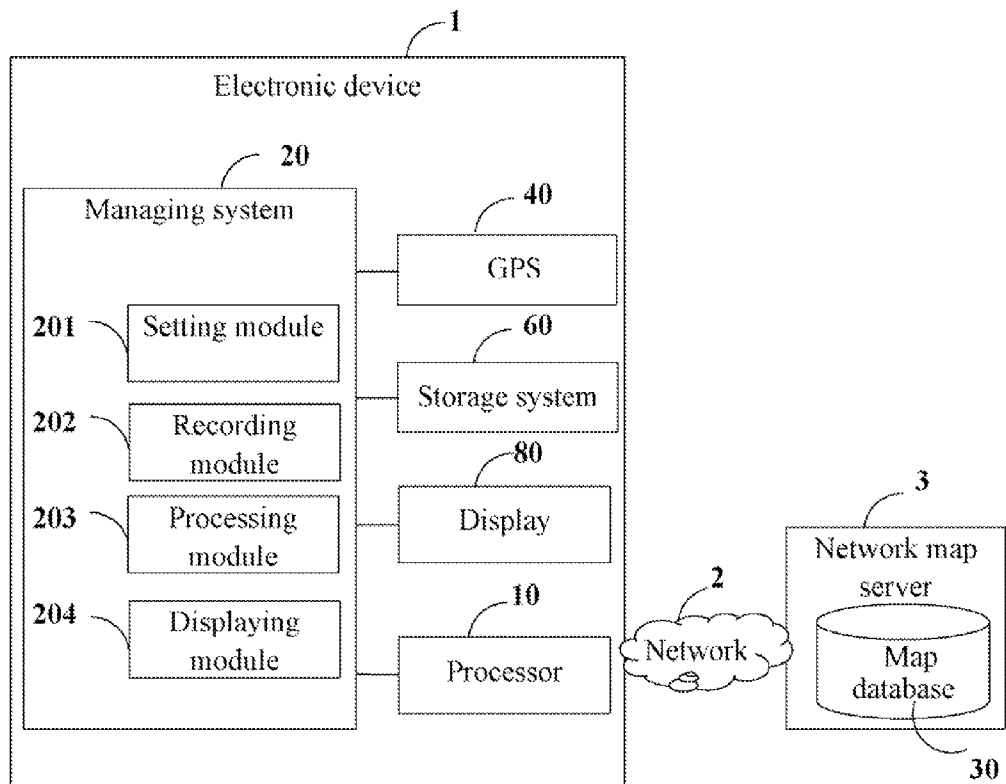 1
Electronic device
20
Managing system
40
GPS
201
Setting module
60
Storage system
202
Recording
module
80
Display
203
Processing
module
3
Network map
server
2
Network
204
Displaying
module
10
Processor
Map
database
30